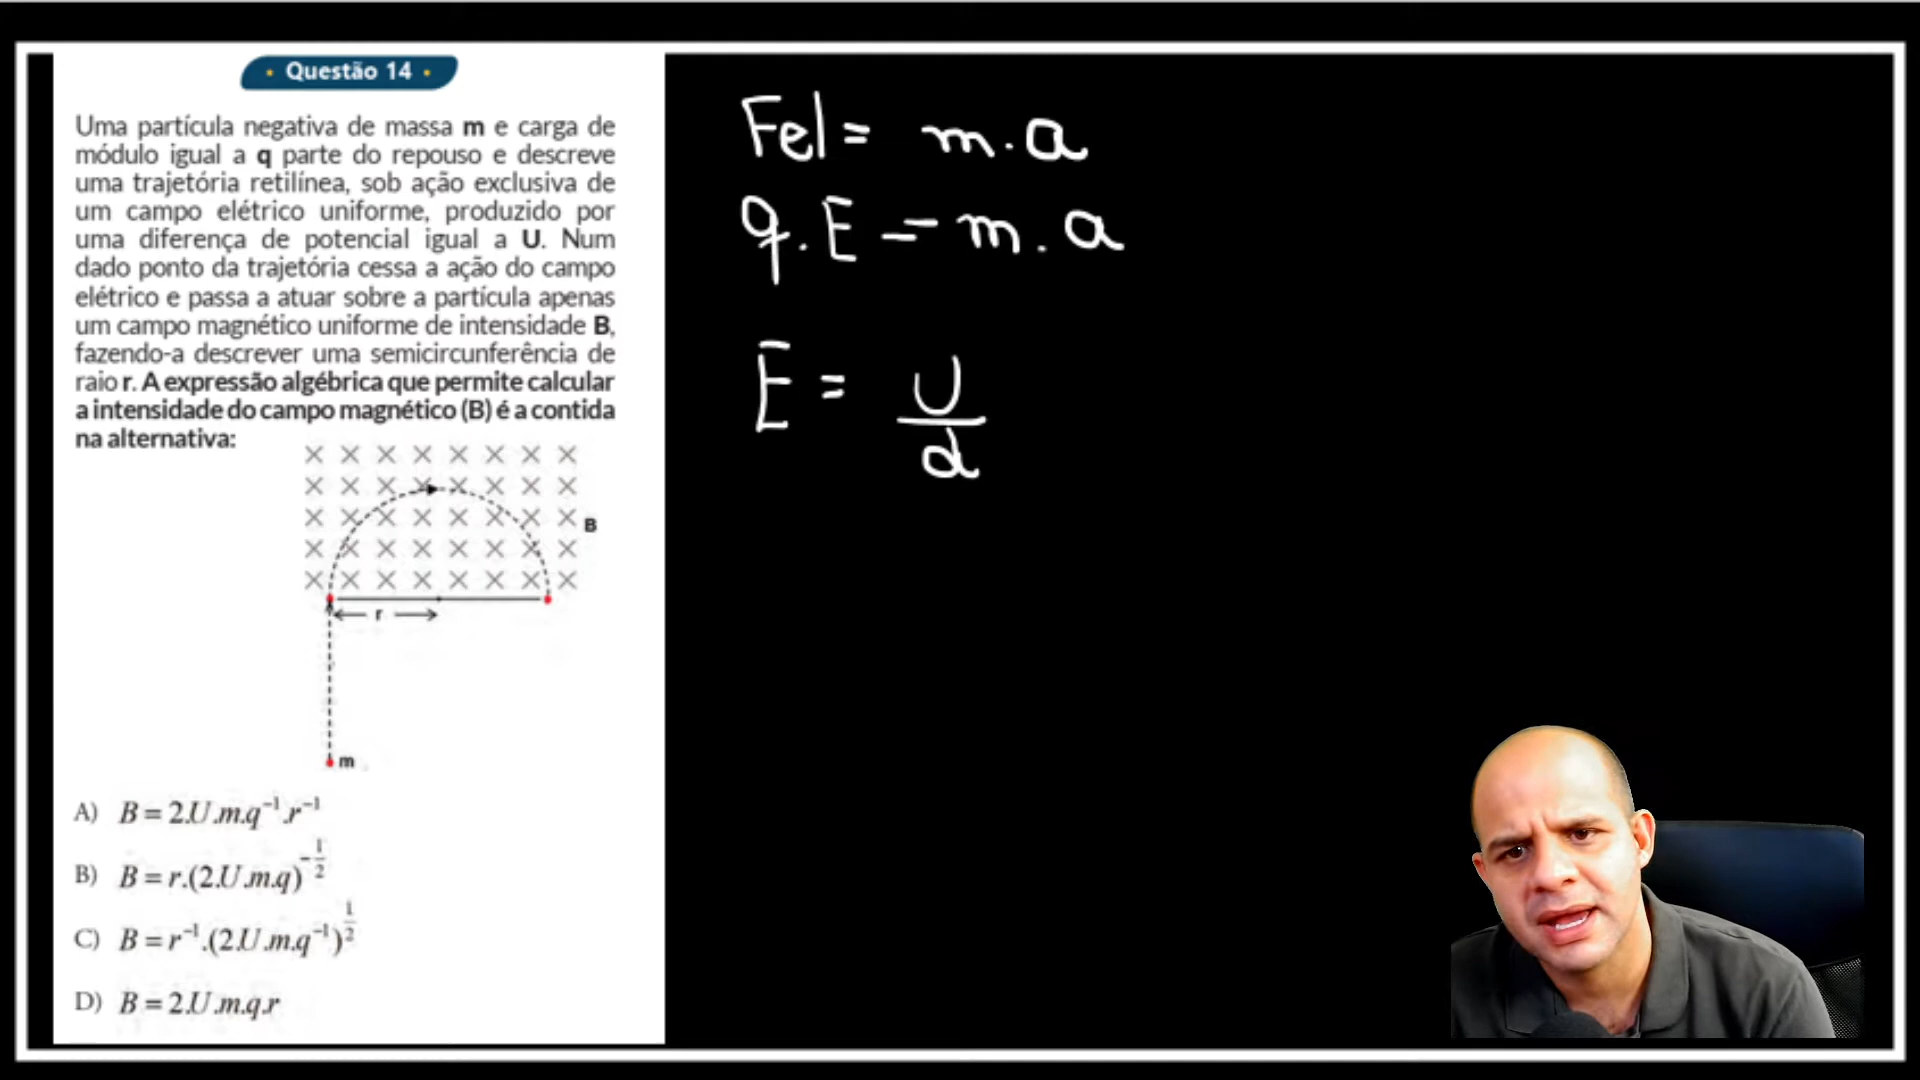 • Questão 14 •
Uma partícula negativa de massa m e carga de
módulo igual a q parte do repouso e descreve
uma trajetória retilínea, sob ação exclusiva de
um campo elétrico uniforme, produzido por
uma diferença de potencial igual a U. Num
dado ponto da trajetória cessa a ação do campo
elétrico e passa a atuar sobre a partícula apenas
um campo magnético uniforme de intensidade B,
fazendo-a descrever uma semicircunferência de
raio r. A expressão algébrica que permite calcular
a intensidade do campo magnético (B) é a contida
na alternativa:
B
r
m
A) B = 2.U.m.q⁻¹.r⁻¹
B) B = r.(2.U.m.q)^(-1/2)
C) B = r⁻¹.(2.U.m.q⁻¹)^(1/2)
D) B = 2.U.m.q.r
Fel = m.a
q.E = m.a
E = U/d